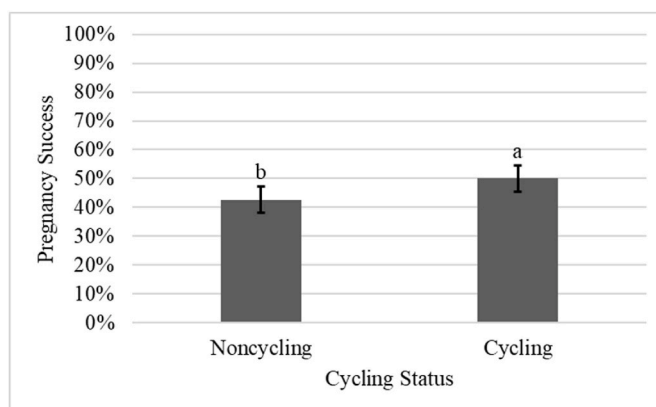 100%
90%
80%
70%
60%
50%
40%
30%
20%
10%
0%
Pregnancy Success
b
a
Noncycling
Cycling
Cycling Status